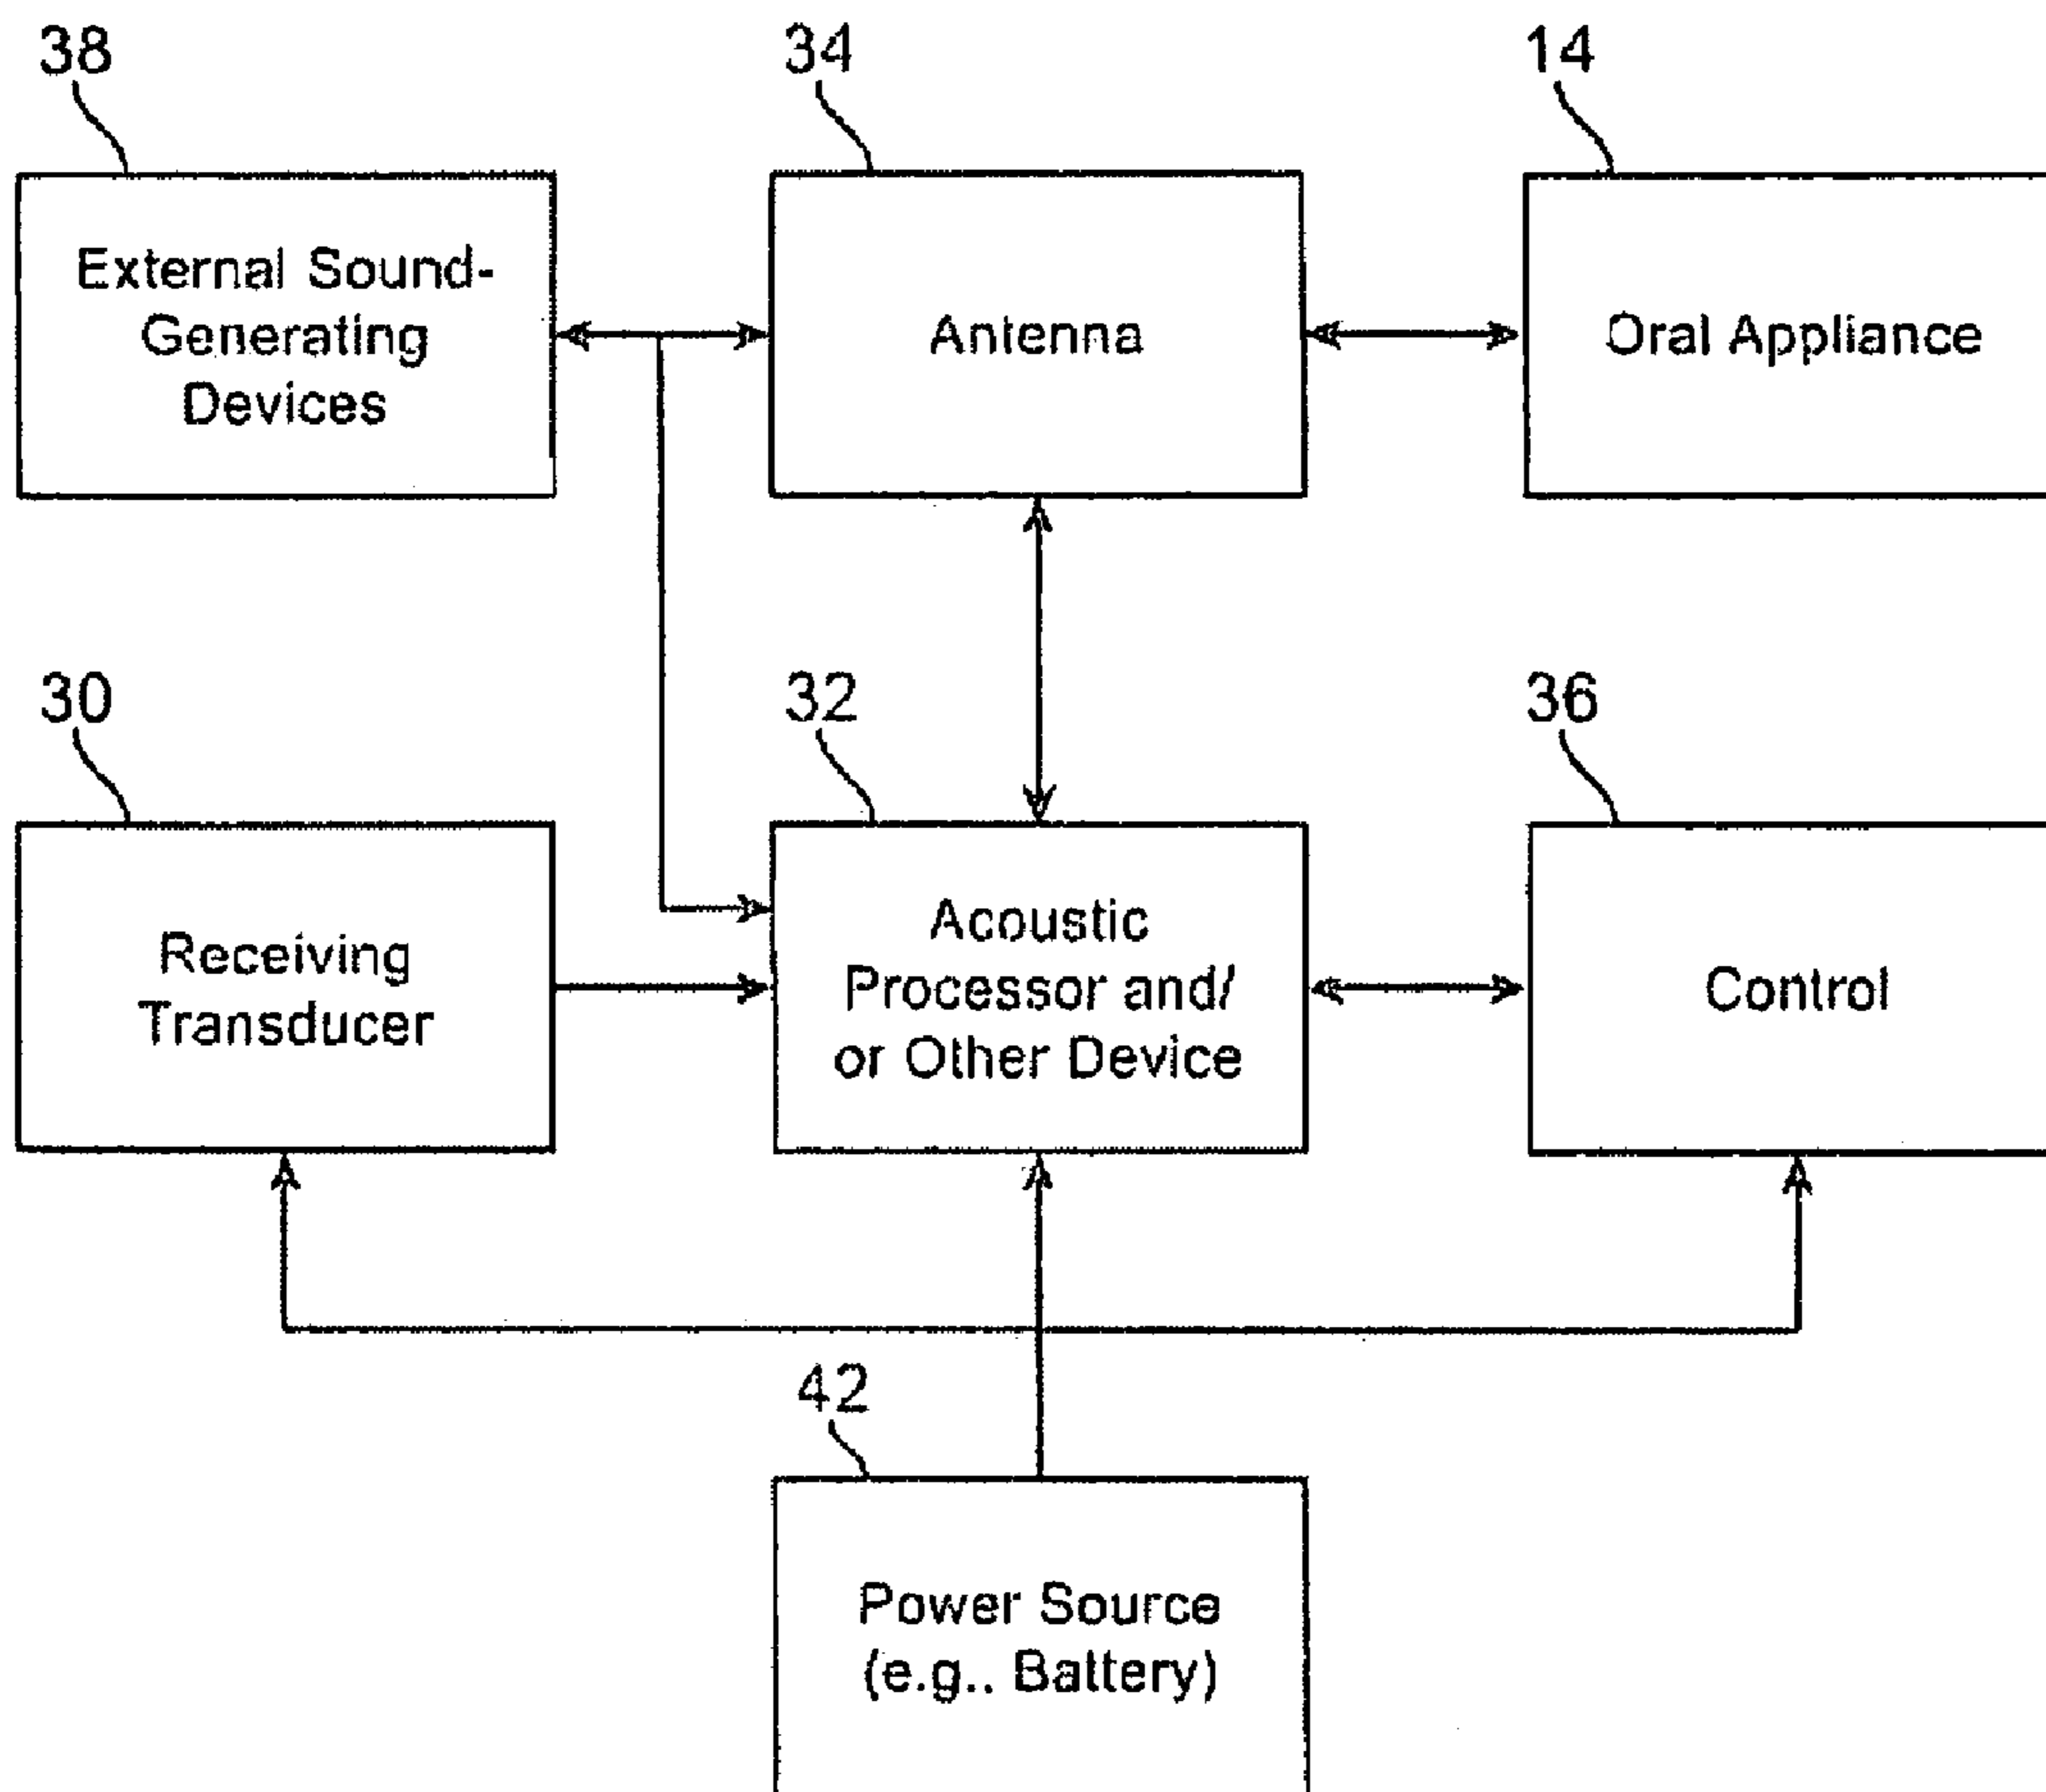 38
34
14
External Sound-
Generating
Devices
Antenna
Oral Appliance
30
32
36
Receiving
Transducer
Acoustic
Processor and/
or Other Device
Control
42
Power Source
(e.g.. Battery)